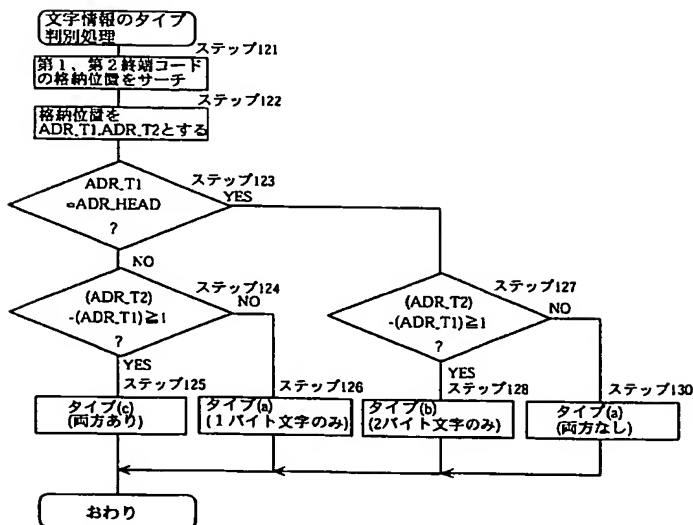 文字情報のタイプ
判別処理
ステップ121
第1、第2終端コード
の格納位置をサーチ
ステップ122
格納位置を
ADR_T1,ADR_T2とする
ステップ123
ADR_T1
=ADR_HEAD
?
YES
NO
ステップ124
(ADR_T2)
-(ADR_T1)≧1
?
NO
YES
ステップ127
(ADR_T2)
-(ADR_T1)≧1
?
NO
YES
ステップ125
タイプ(c)
(両方あり)
ステップ126
タイプ(a)
(1バイト文字のみ)
ステップ128
タイプ(b)
(2バイト文字のみ)
ステップ130
タイプ(a)
(両方なし)
おわり